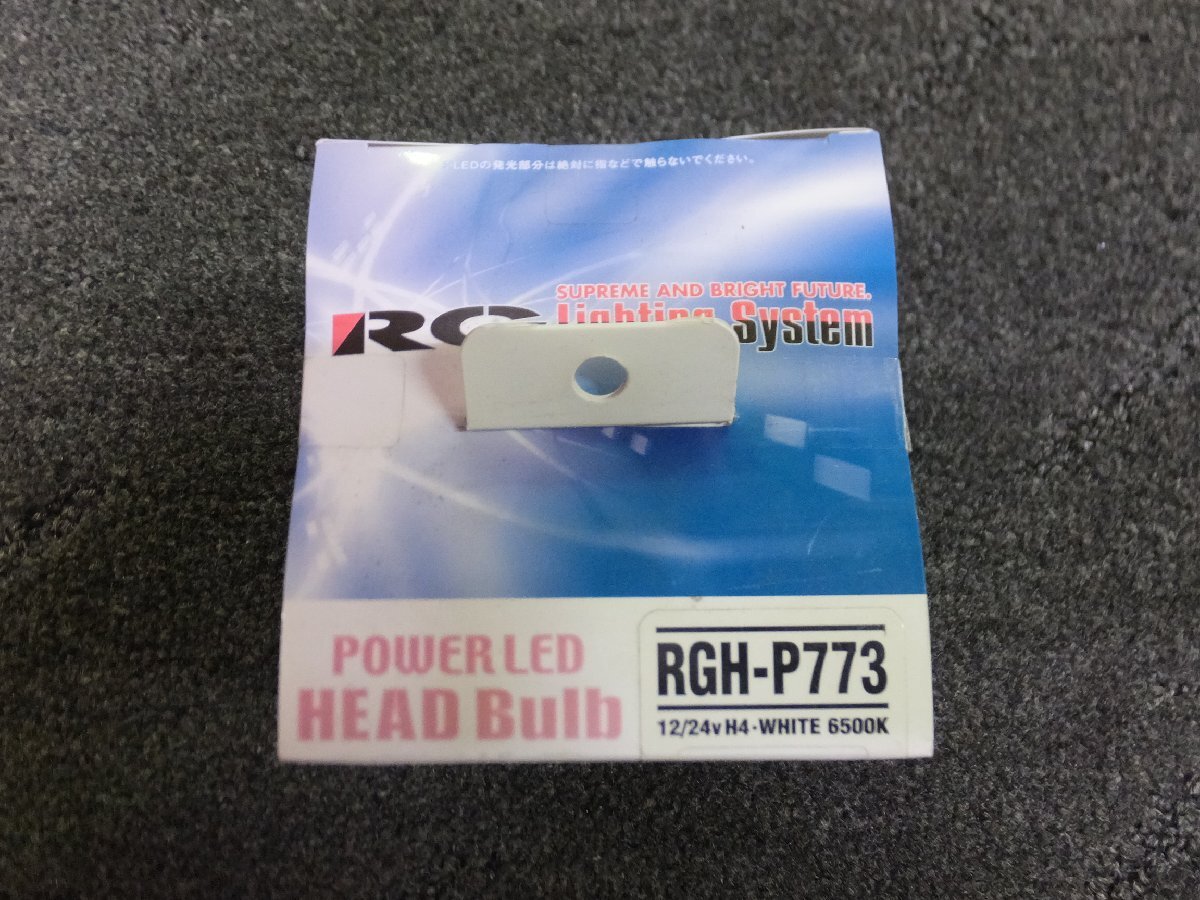 LEDの発光部分は絶対に指などで触らないでください。
SUPREME AND BRIGHT FUTURE.
RG Lighting System
POWER LED
HEAD Bulb
RGH-P773
12/24v H4・WHITE 6500K